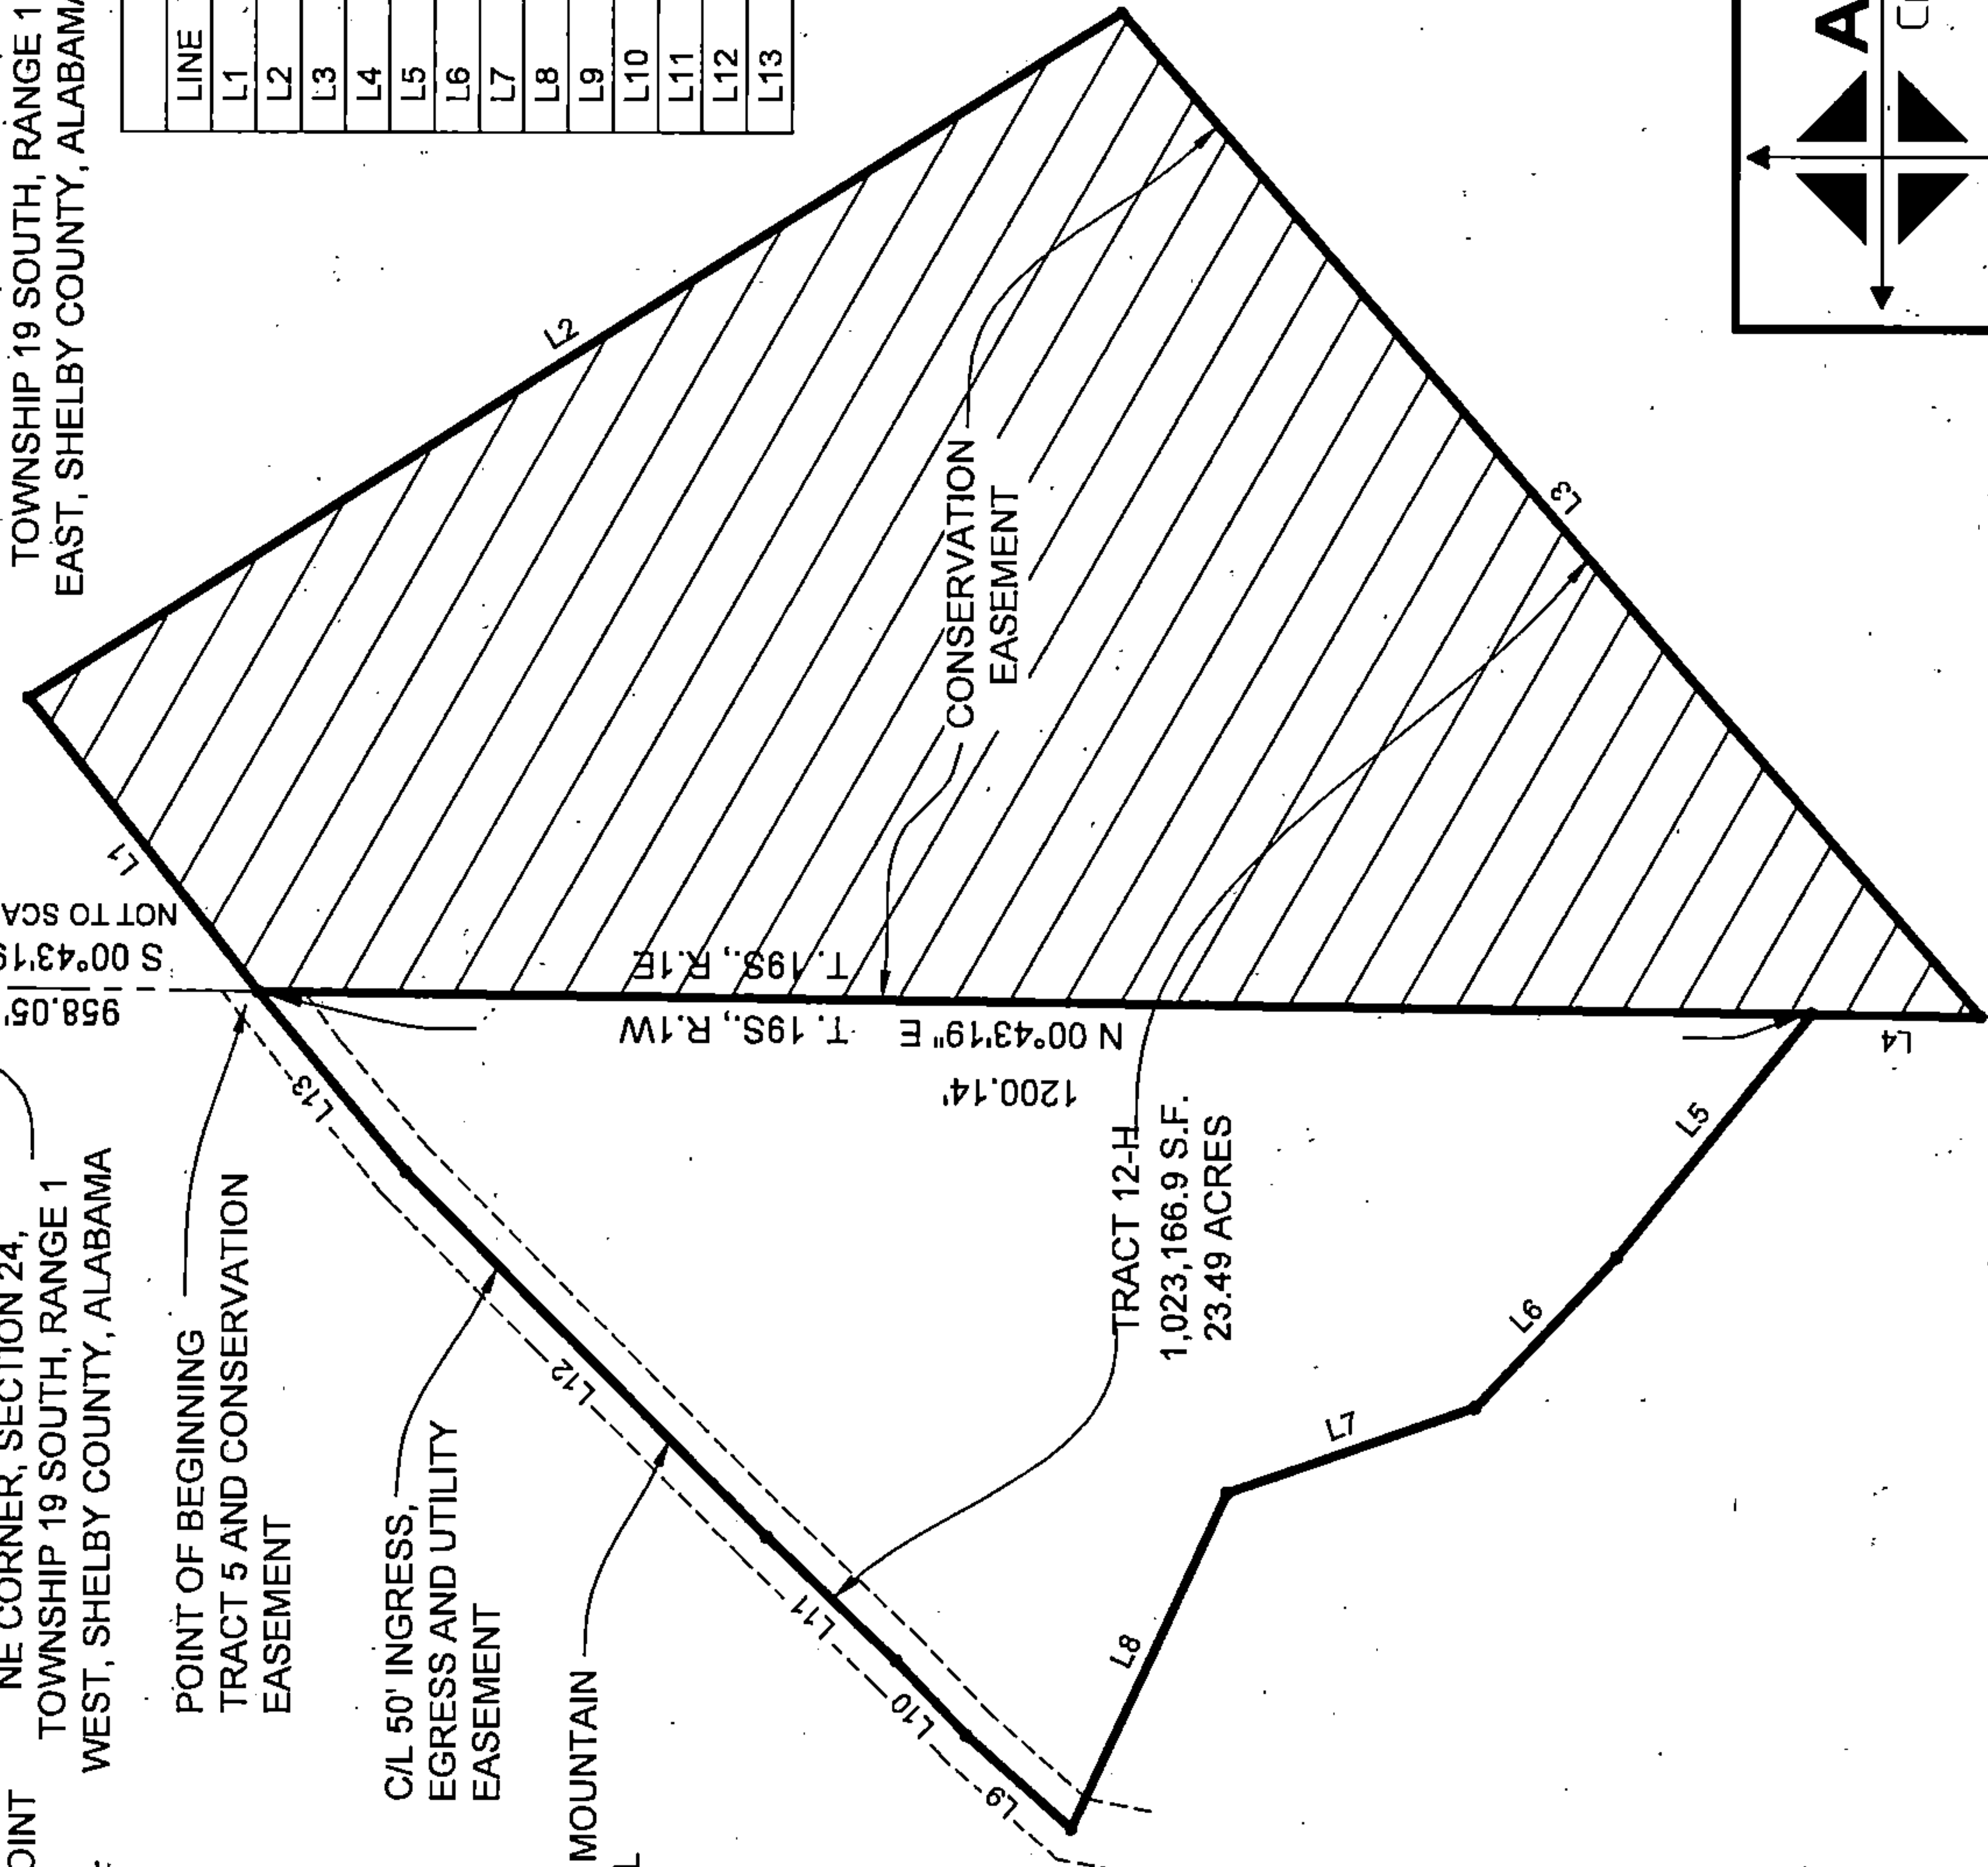 TOWNSHIP 19 SOUTH, RANGE 1
EAST, SHELBY COUNTY,
LINE
L1
L2
L3
L4
L5
L6
L7
L8
L9
L10
L11
L12
L13
NE CORNER, SECTION 24,
TOWNSHIP 19 SOUTH, RANGE 1
WEST, SHELBY COUNTY, ALABAMA
POINT OF BEGINNING
TRACT 5 AND CONSERVATION
EASEMENT
C/L 50' INGRESS,
EGRESS AND UTILITY
EASEMENT
MOUNTAIN
958.05'
S 00°43'19
NOT TO
L1
L2
L3
CONSERVATION
EASEMENT
T. 19S., R.1E
T. 19S., R.1W
N 00°43'19" E
1200.14'
TRACT 12-H
1,023,166.9 S.F.
23.49 ACRES
L4
L5
L6
L7
L8
L9
L10
L11
L12
L13
A